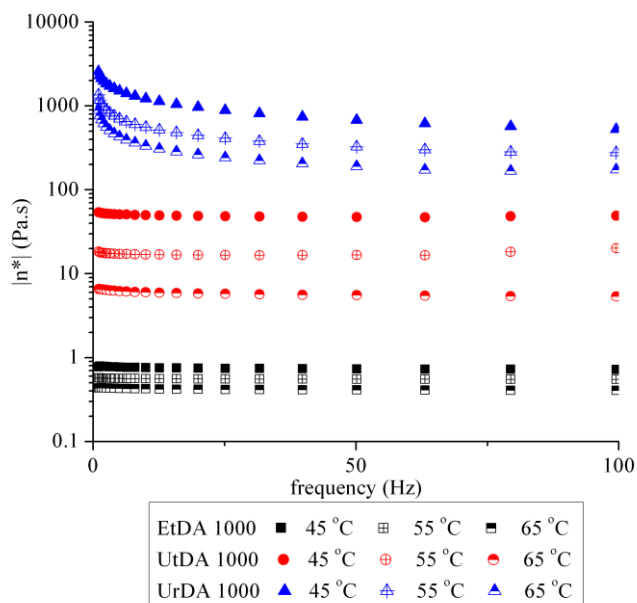 10000
1000
100
10
1
0.1
|n*| (Pa.s)
0
50
100
frequency (Hz)
EtDA 1000 45 °C 55 °C 65 °C
UtDA 1000 45 °C 55 °C 65 °C
UrDA 1000 45 °C 55 °C 65 °C